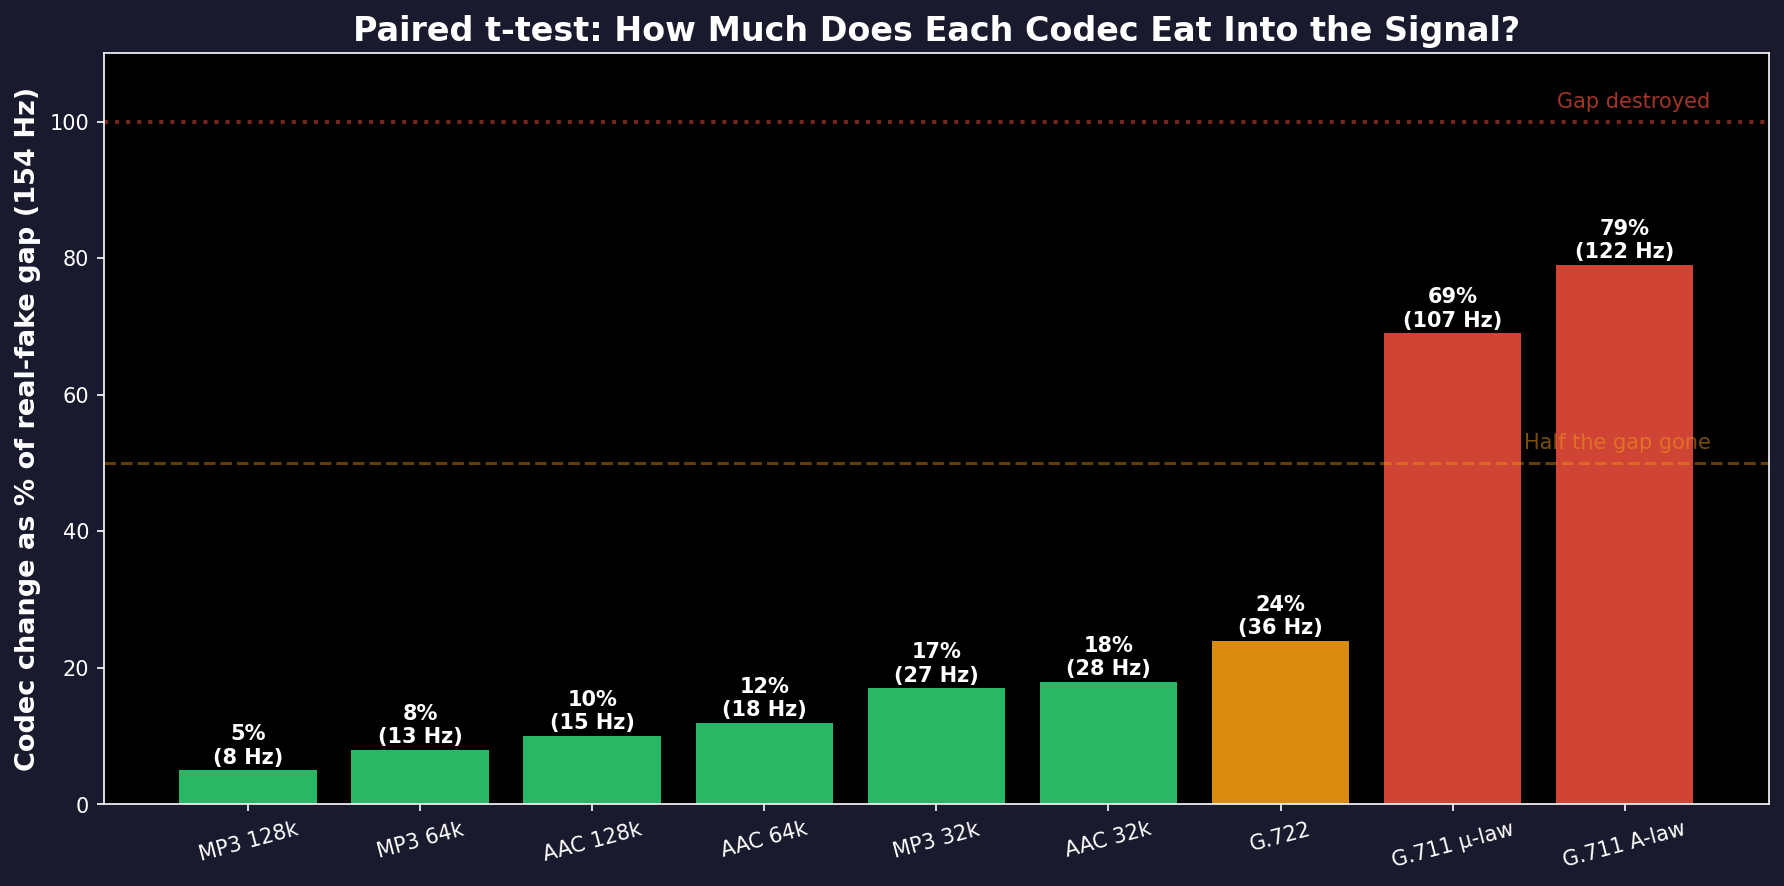 Paired t-test: How Much Does Each Codec Eat Into the Signal?
Codec change as % of real-fake gap (154 Hz)
100
80
60
40
20
0
Gap destroyed
Half the gap gone
5%
(8 Hz)
8%
(13 Hz)
10%
(15 Hz)
12%
(18 Hz)
17%
(27 Hz)
18%
(28 Hz)
24%
(36 Hz)
69%
(107 Hz)
79%
(122 Hz)
MP3 128k
MP3 64k
AAC 128k
AAC 64k
MP3 32k
AAC 32k
G.722
G.711 μ-law
G.711 A-law